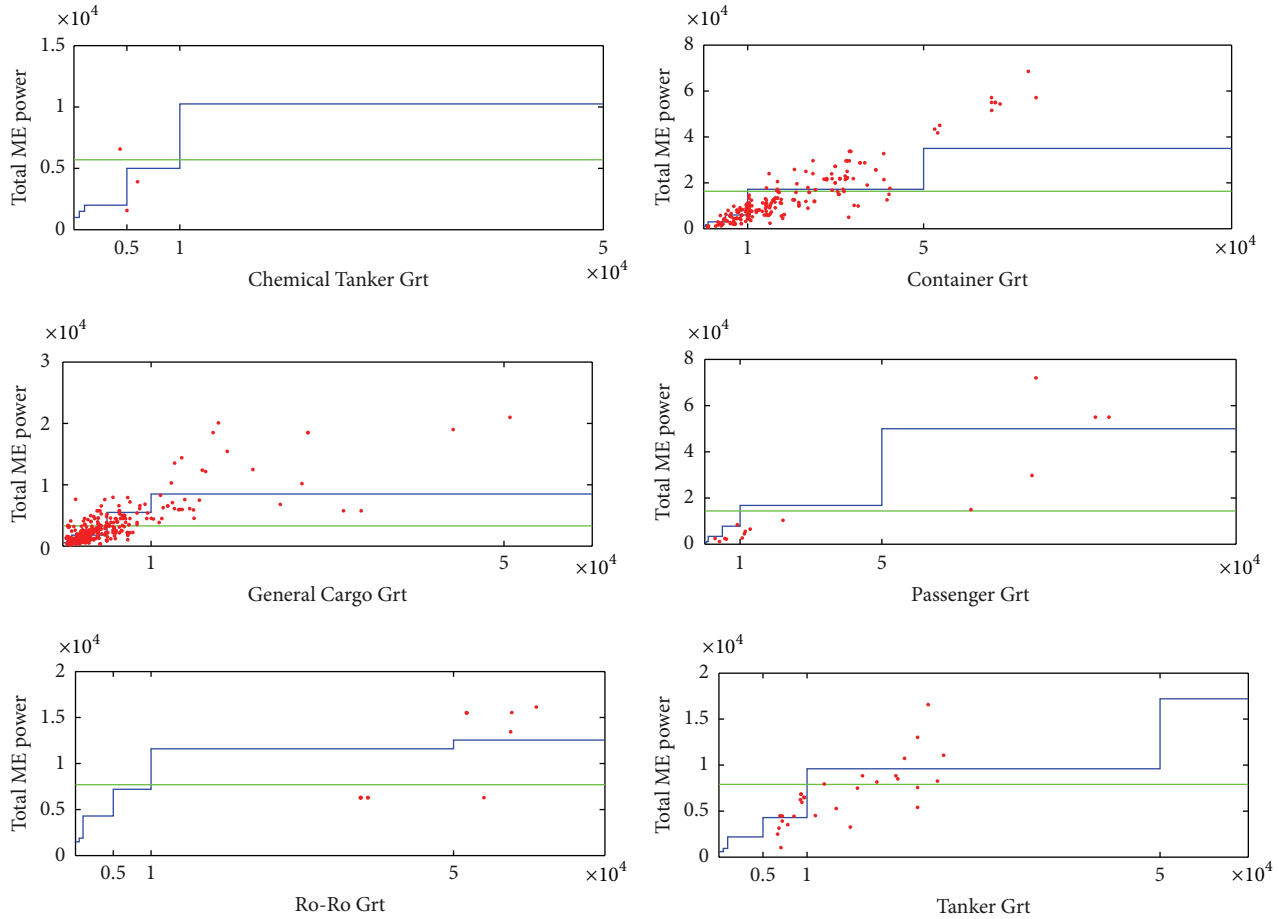 ×10⁴
1.5
1
0.5
0
Total ME power
0.5 1 5
×10⁴
Chemical Tanker Grt
×10⁴
8
6
4
2
0
Total ME power
1 5
×10⁴
Container Grt
×10⁴
3
2
1
0
Total ME power
1 5
×10⁴
General Cargo Grt
×10⁴
8
6
4
2
0
Total ME power
1 5
×10⁴
Passenger Grt
×10⁴
2
1.5
1
0.5
0
Total ME power
0.5 1 5
×10⁴
Ro-Ro Grt
×10⁴
2
1.5
1
0.5
0
Total ME power
0.5 1 5
×10⁴
Tanker Grt